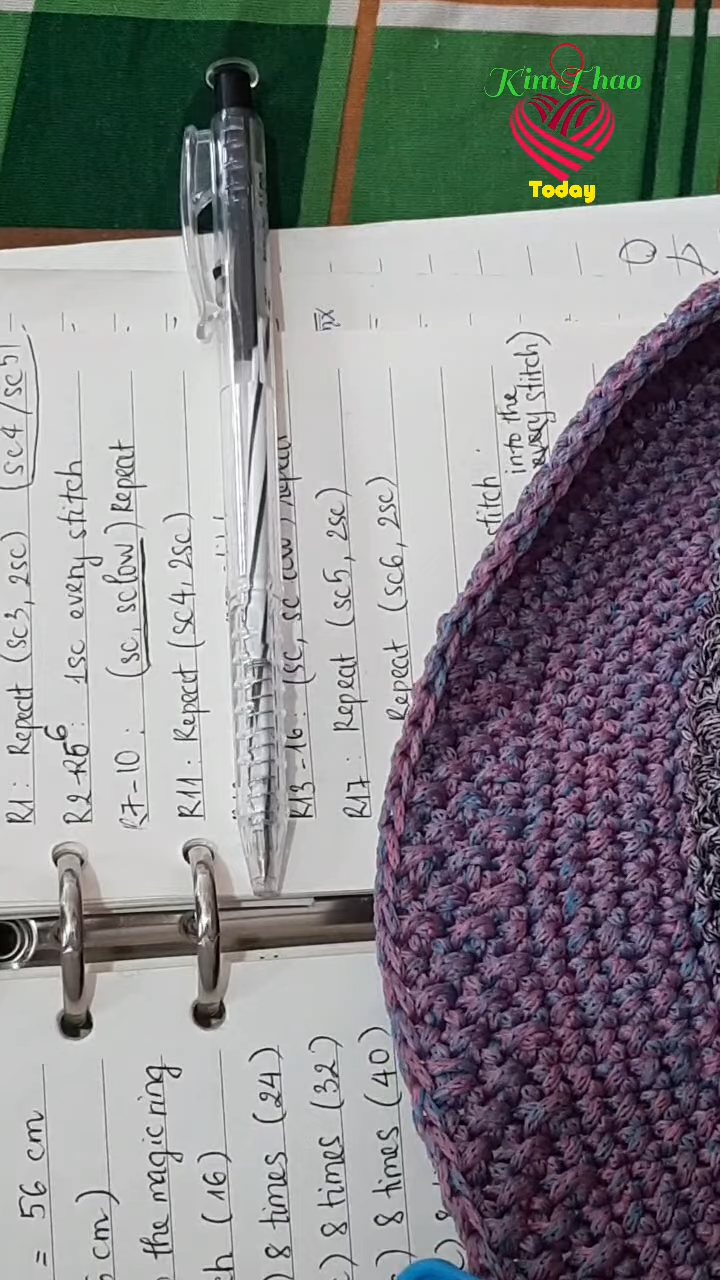 KimThao
Today
R1: Repeat (sc3, 2sc) (sc4/sc5)
R2-R6: 1sc every stitch
R7-10: (sc, sc low) Repeat
R11: Repeat (sc4, 2sc)
R13-16: (sc, sc
R17: Repeat (sc5, 2sc)
Repeat (sc6, 2sc)
stitch.
into the
every stitch)
= 56 cm
cm)
the magic ring
(16)
) 8 times (24)
) 8 times (32)
) 8 times (40)